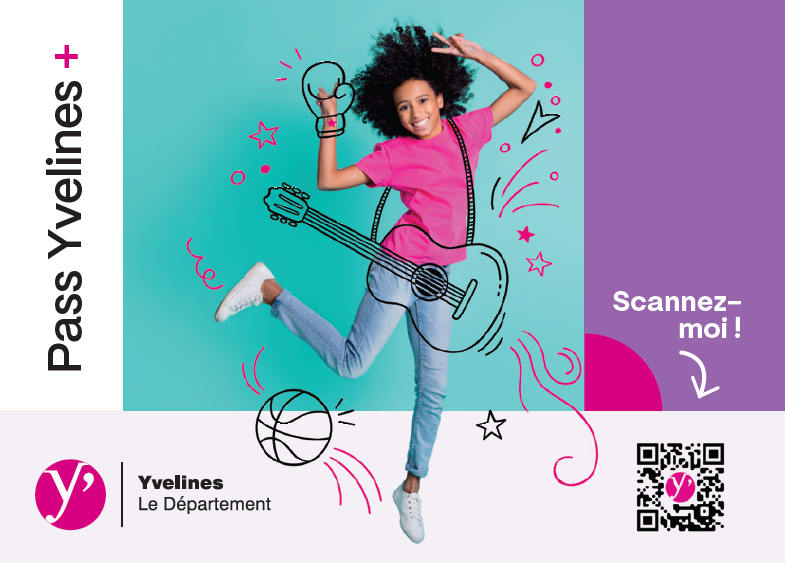 Pass Yvelines +
Scannez-
moi !
y'
Yvelines
Le Département
y'